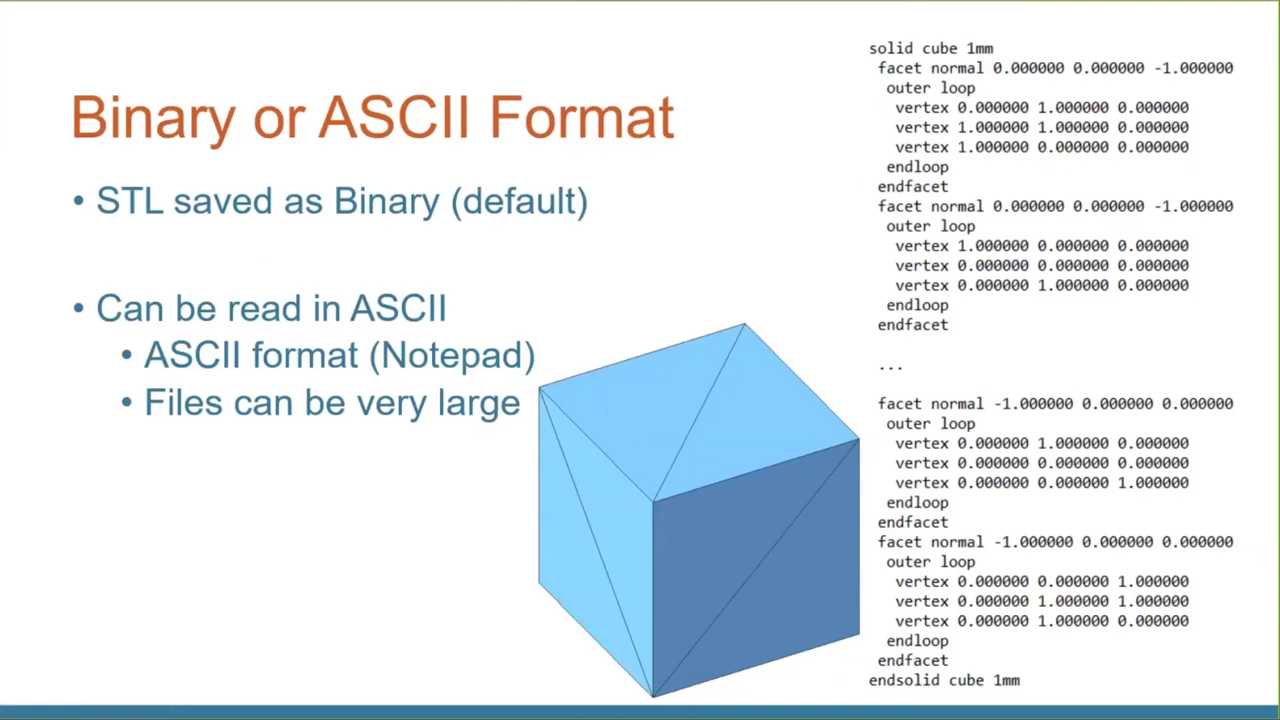 Binary or ASCII Format
• STL saved as Binary (default)
• Can be read in ASCII
• ASCII format (Notepad)
• Files can be very large
solid cube 1mm
facet normal 0.000000 0.000000 -1.000000
outer loop
vertex 0.000000 1.000000 0.000000
vertex 1.000000 1.000000 0.000000
vertex 1.000000 0.000000 0.000000
endloop
endfacet
facet normal 0.000000 0.000000 -1.000000
outer loop
vertex 1.000000 0.000000 0.000000
vertex 0.000000 0.000000 0.000000
vertex 0.000000 1.000000 0.000000
endloop
endfacet
...
facet normal -1.000000 0.000000 0.000000
outer loop
vertex 0.000000 1.000000 0.000000
vertex 0.000000 0.000000 0.000000
vertex 0.000000 0.000000 1.000000
endloop
endfacet
facet normal -1.000000 0.000000 0.000000
outer loop
vertex 0.000000 0.000000 1.000000
vertex 0.000000 1.000000 1.000000
vertex 0.000000 1.000000 0.000000
endloop
endfacet
endsolid cube 1mm